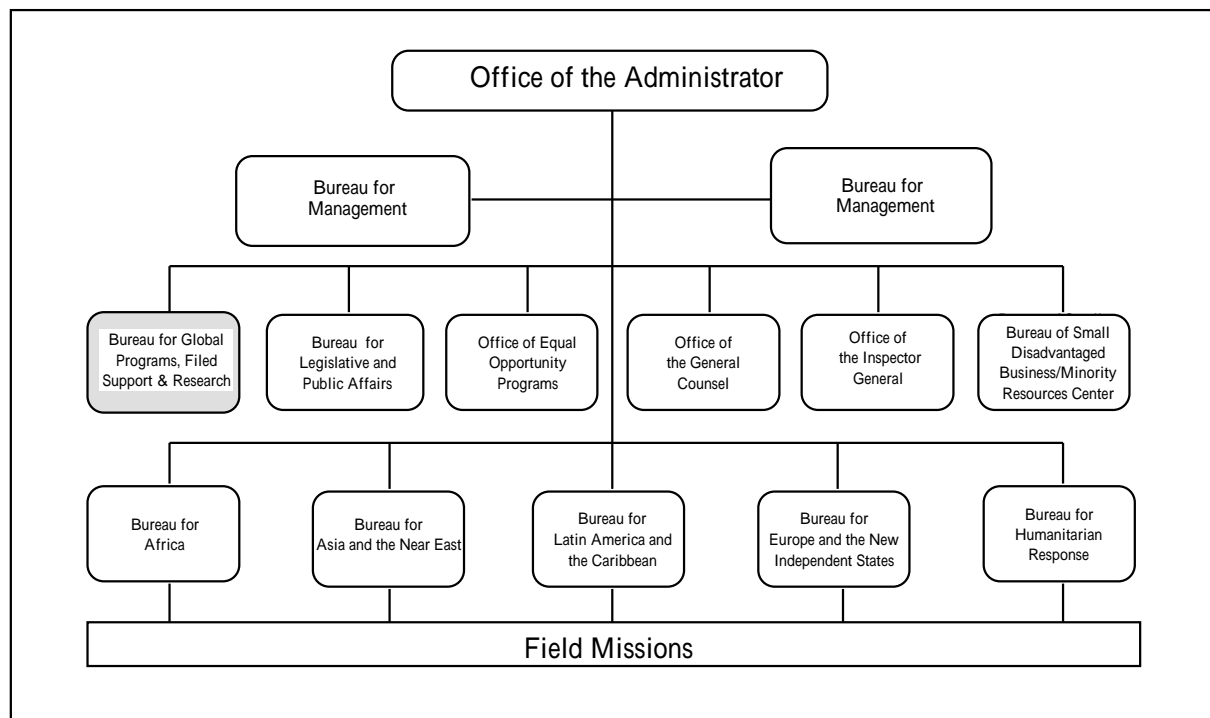 Office of the Administrator
Bureau for
Management
Bureau for
Management
Bureau for Global
Programs, Filed
Support & Research
Bureau for
Legislative and
Public Affairs
Office of Equal
Opportunity
Programs
Office of
the General
Counsel
Office of
the Inspector
General
Bureau of Small
Disadvantaged
Business/Minority
Resources Center
Bureau for
Africa
Bureau for
Asia and the Near East
Bureau for
Latin America and
the Caribbean
Bureau for
Europe and the New
Independent States
Bureau for
Humanitarian
Response
Field Missions